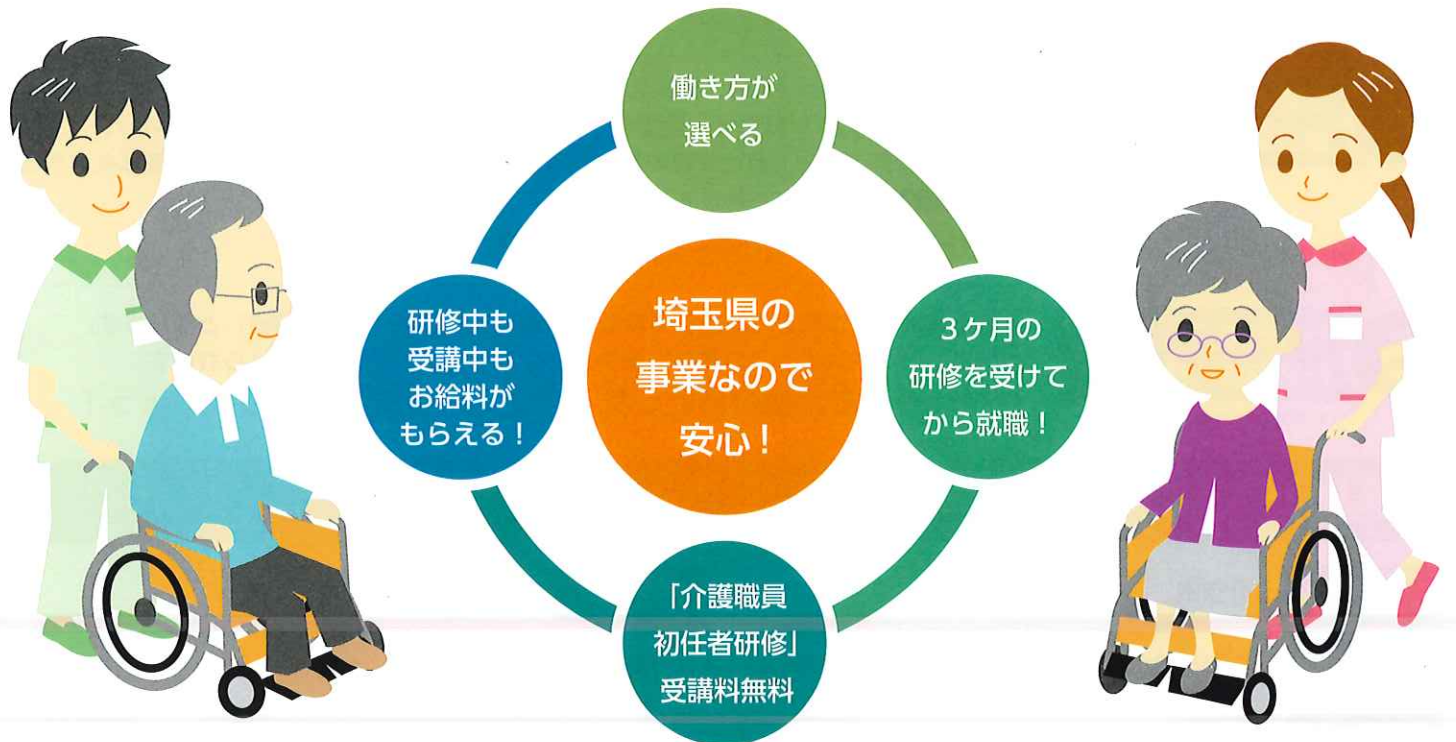 働き方が
選べる
研修中も
受講中も
お給料が
もらえる！
埼玉県の
事業なので
安心！
３ケ月の
研修を受けて
から就職！
「介護職員
初任者研修」
受講料無料